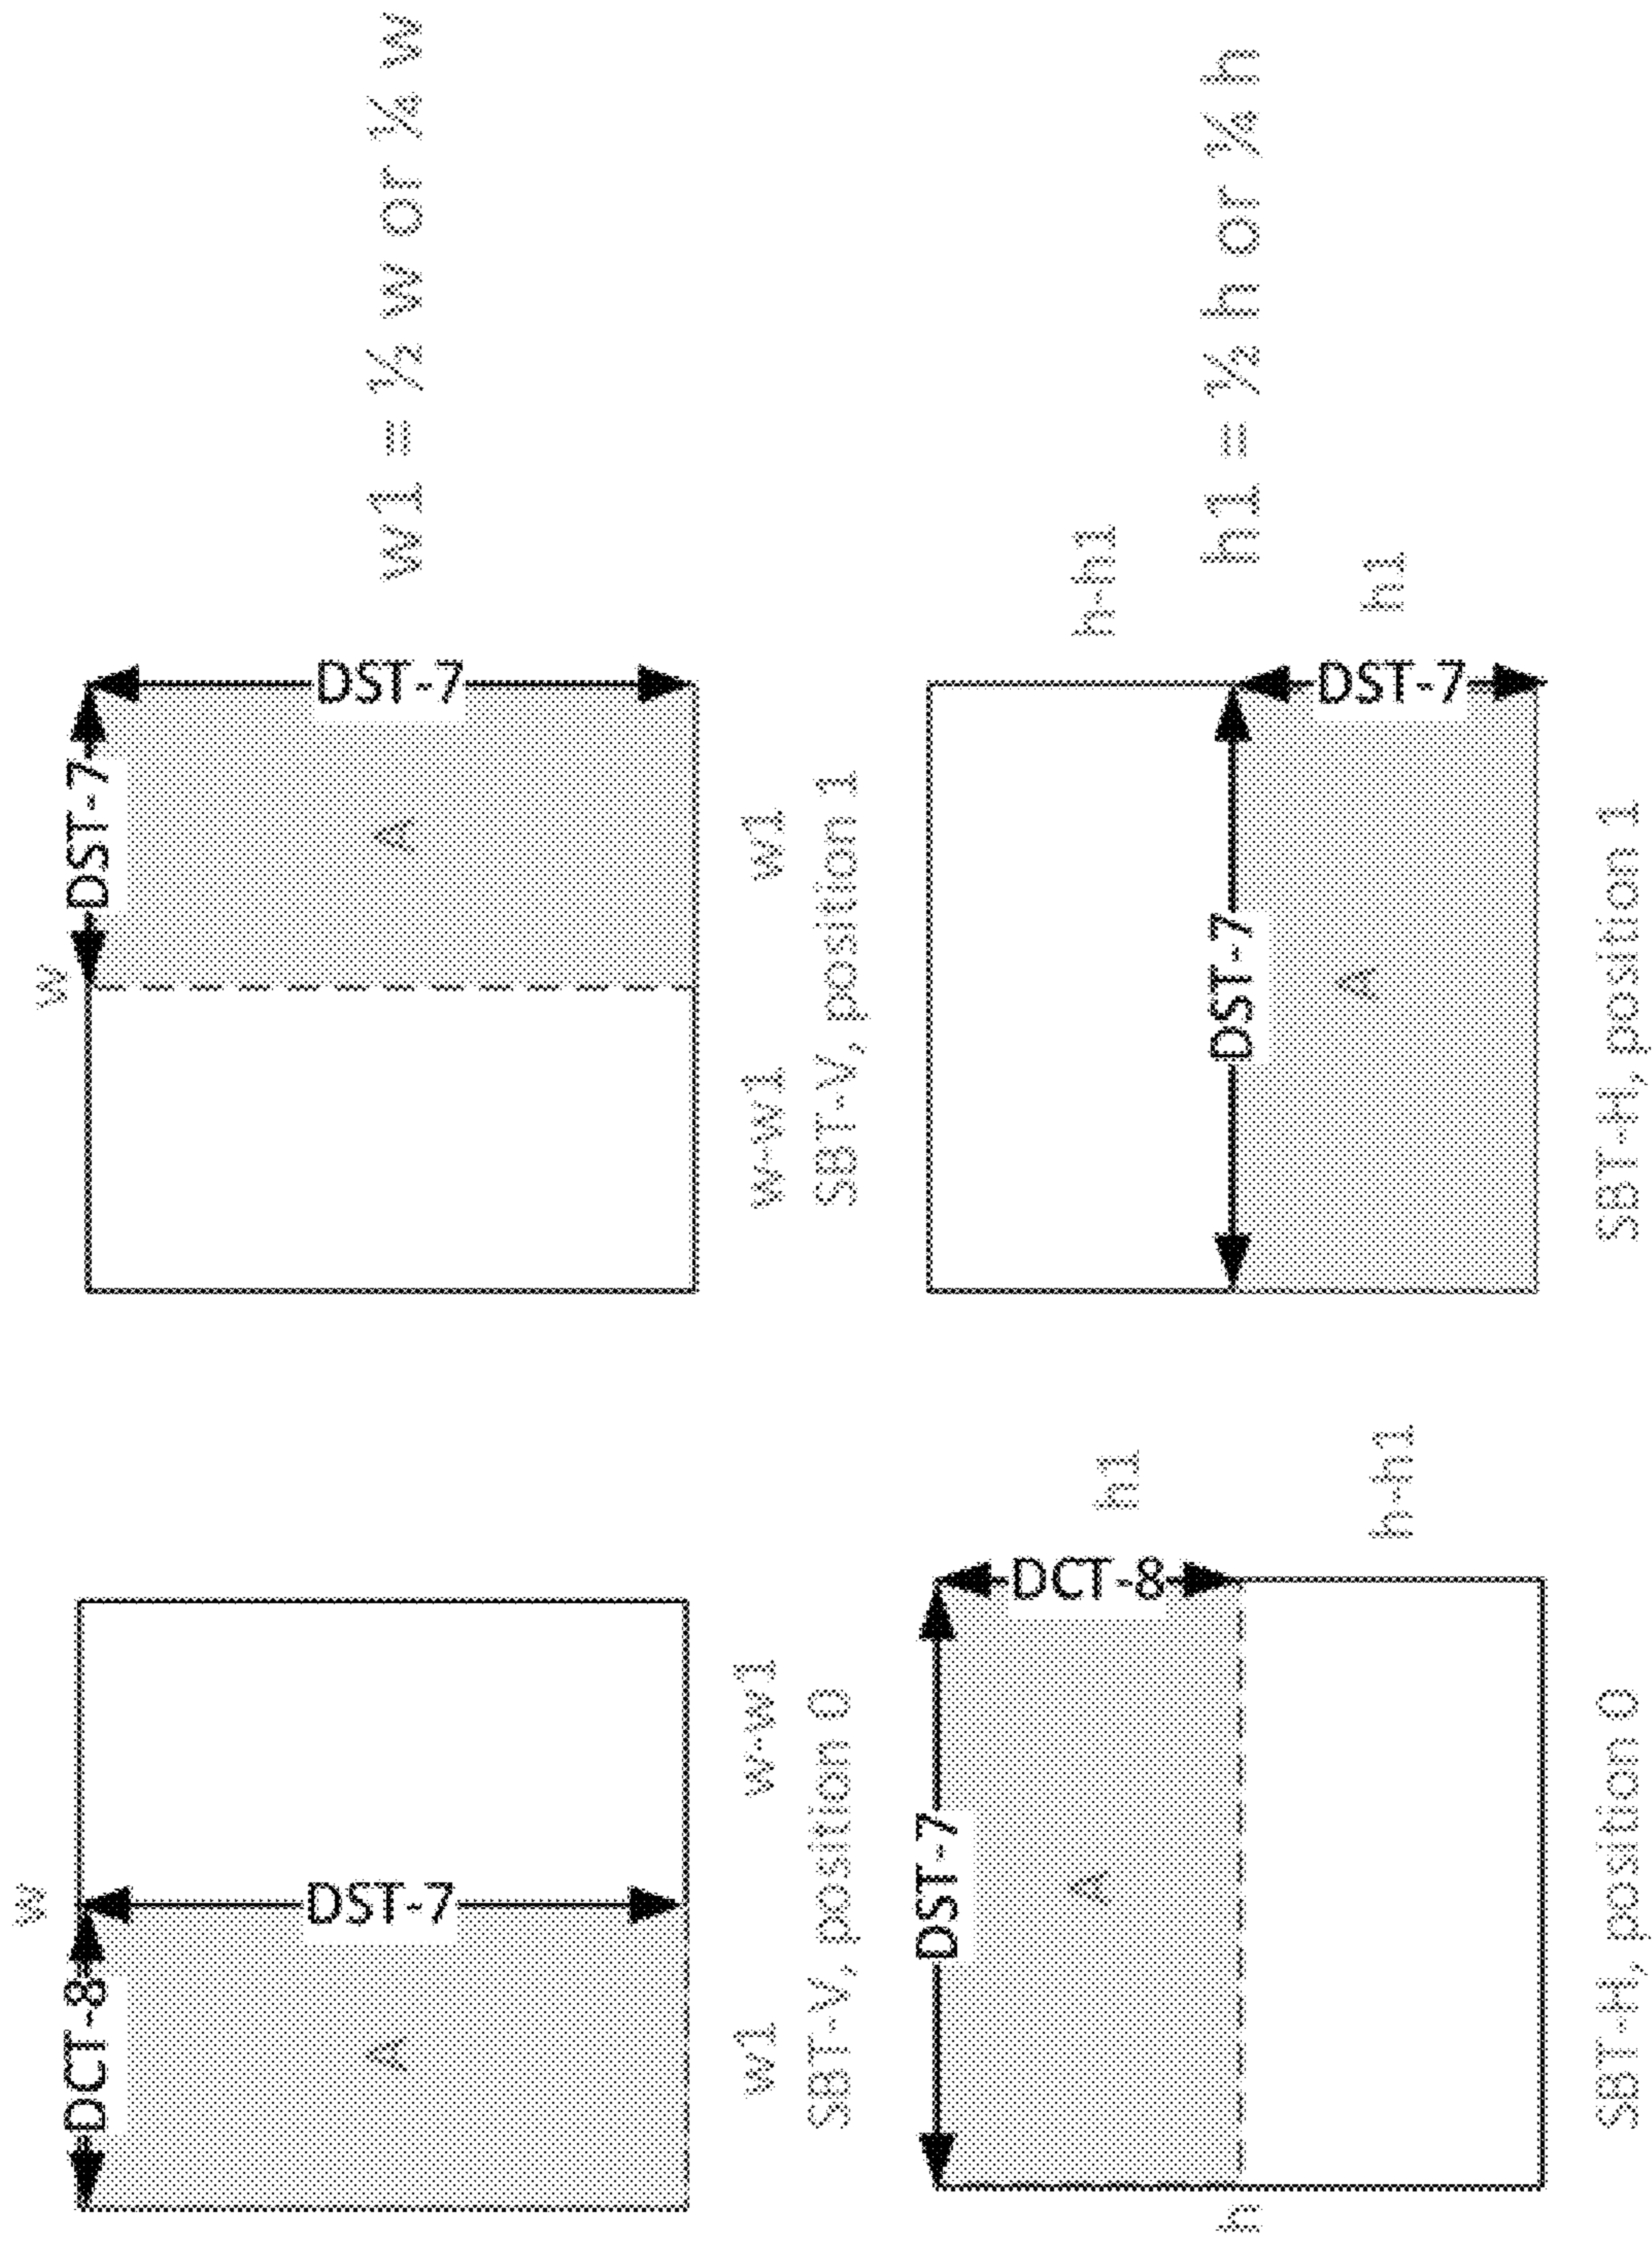 w
DCT-8
DST-7
A
w1
w-w1
SBT-V, position 0
w
DST-7
DST-7
A
w-w1
w1
SBT-V, position 1
w1 = ½ w or ¼ w
h
DST-7
DCT-8
A
h1
h-h1
SBT-H, position 0
DST-7
DST-7
A
h-h1
h1
SBT-H, position 1
h1 = ½ h or ¼ h